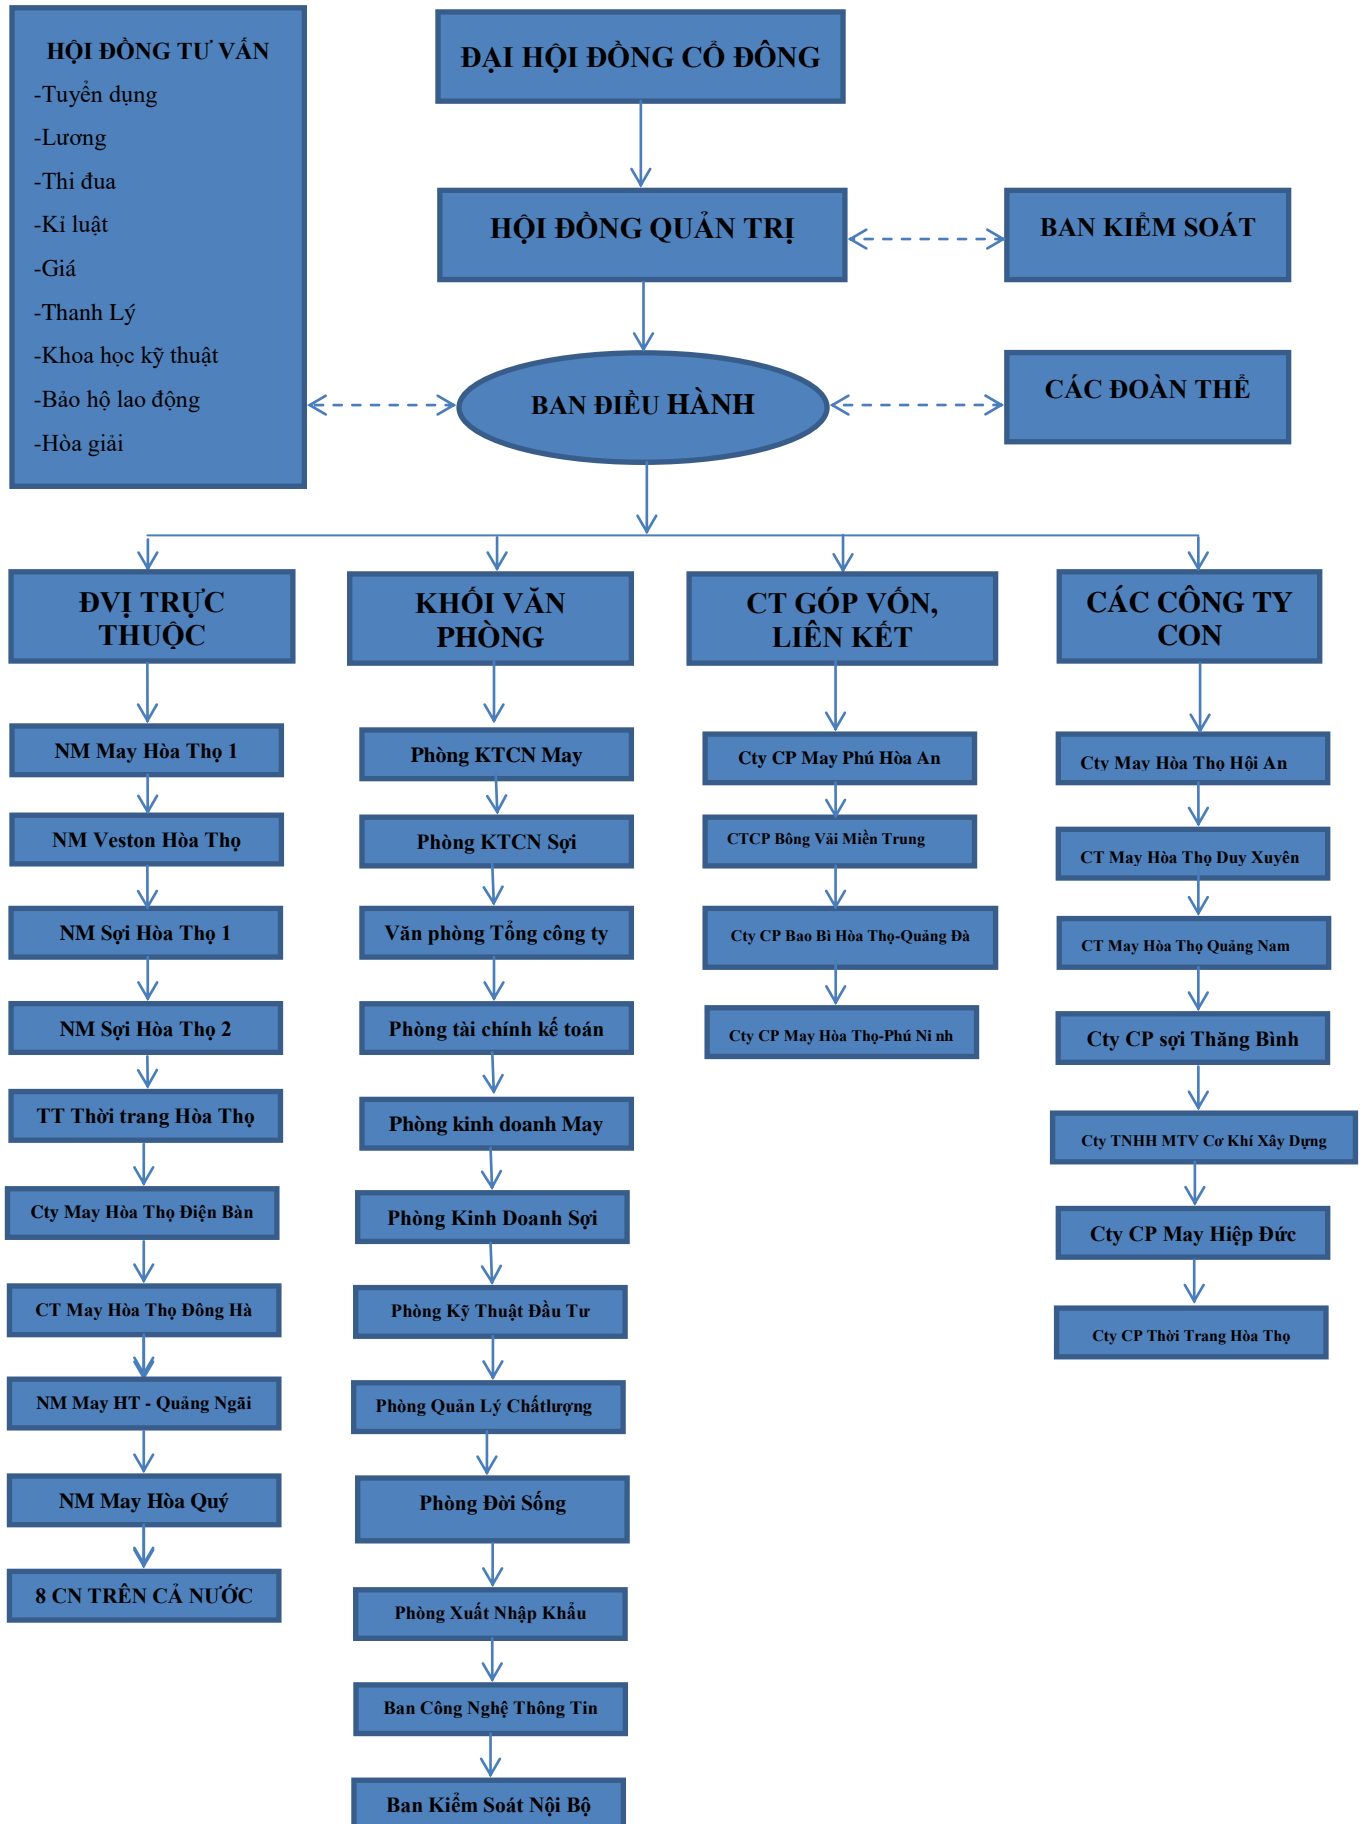 HỘI ĐỒNG TƯ VẤN
-Tuyển dụng
-Lương
-Thi đua
-Kỉ luật
-Giá
-Thanh Lý
-Khoa học kỹ thuật
-Bảo hộ lao động
-Hòa giải
ĐẠI HỘI ĐỒNG CỔ ĐÔNG
HỘI ĐỒNG QUẢN TRỊ
BAN KIỂM SOÁT
BAN ĐIỀU HÀNH
CÁC ĐOÀN THỂ
ĐVỊ TRỰC
THUỘC
NM May Hòa Thọ 1
NM Veston Hòa Thọ
NM Sợi Hòa Thọ 1
NM Sợi Hòa Thọ 2
TT Thời trang Hòa Thọ
Cty May Hòa Thọ Điện Bàn
CT May Hòa Thọ Đông Hà
NM May HT - Quảng Ngãi
NM May Hòa Quý
8 CN TRÊN CẢ NƯỚC
KHỐI VĂN
PHÒNG
Phòng KTCN May
Phòng KTCN Sợi
Văn phòng Tổng công ty
Phòng tài chính kế toán
Phòng kinh doanh May
Phòng Kinh Doanh Sợi
Phòng Kỹ Thuật Đầu Tư
Phòng Quản Lý Chấtlượng
Phòng Đời Sống
Phòng Xuất Nhập Khẩu
Ban Công Nghệ Thông Tin
Ban Kiểm Soát Nội Bộ
CT GÓP VỐN,
LIÊN KẾT
Cty CP May Phú Hòa An
CTCP Bông Vải Miền Trung
Cty CP Bao Bì Hòa Thọ-Quảng Đà
Cty CP May Hòa Thọ-Phú Ni nh
CÁC CÔNG TY
CON
Cty May Hòa Thọ Hội An
CT May Hòa Thọ Duy Xuyên
CT May Hòa Thọ Quảng Nam
Cty CP sợi Thăng Bình
Cty TNHH MTV Cơ Khí Xây Dựng
Cty CP May Hiệp Đức
Cty CP Thời Trang Hòa Thọ